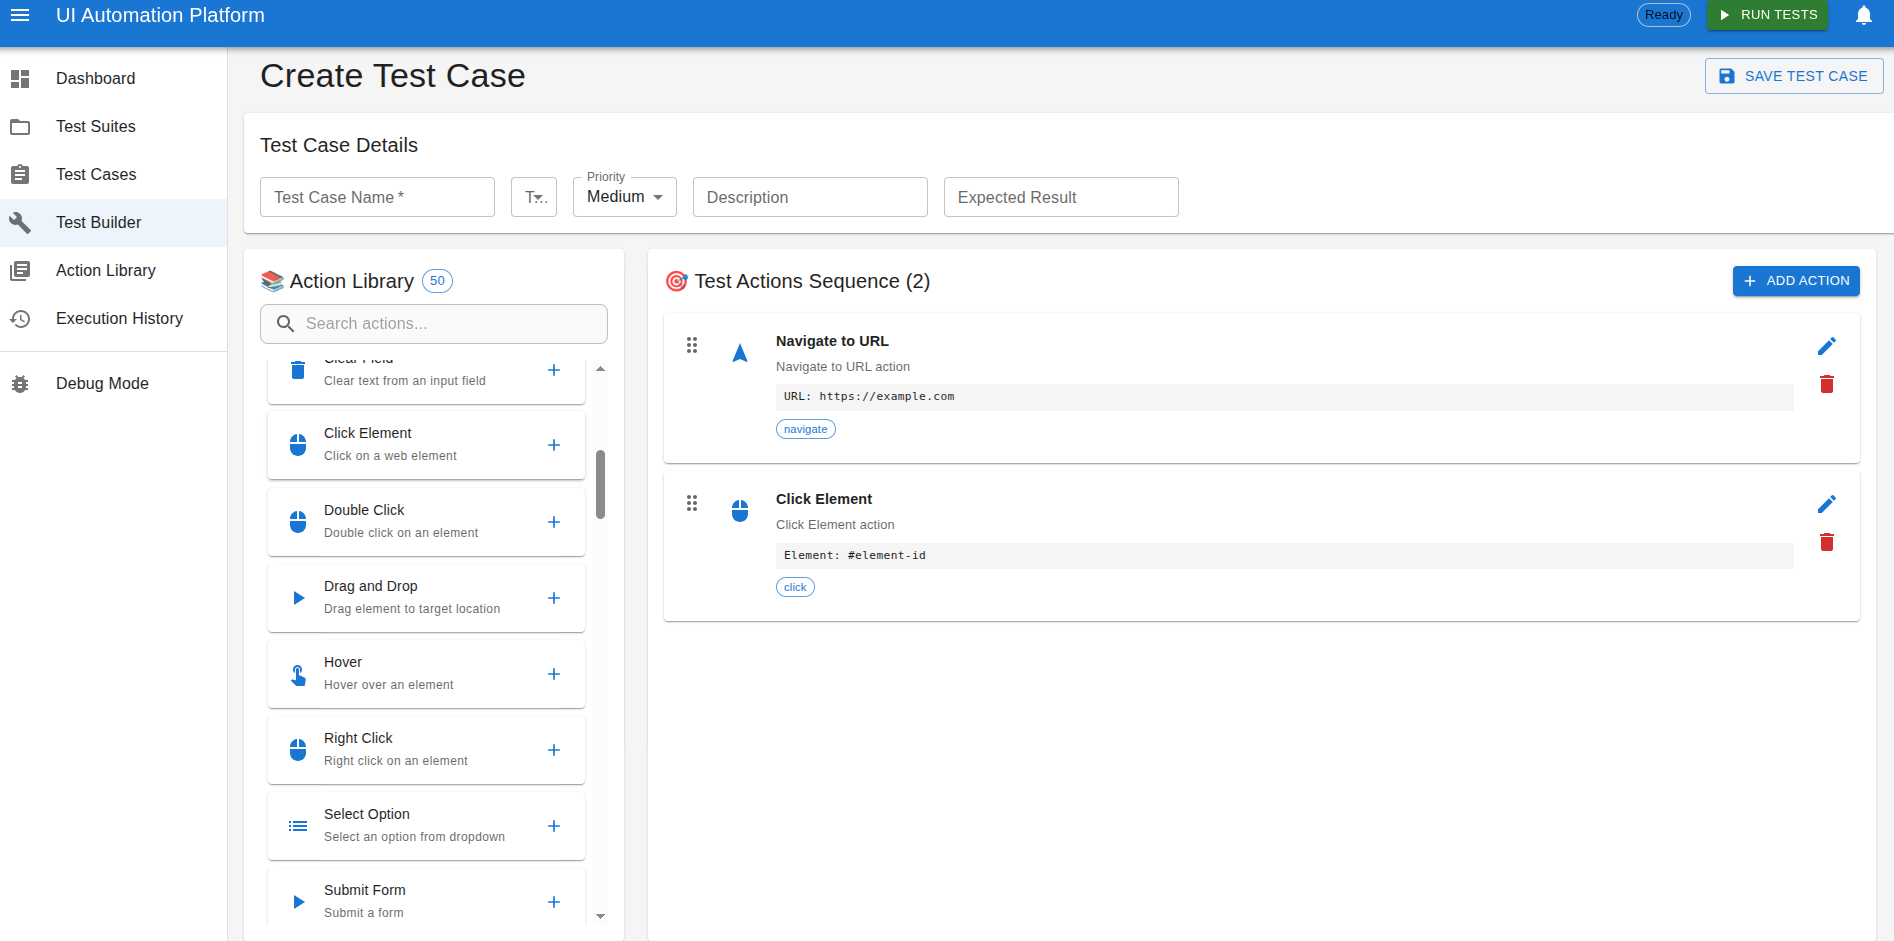 UI Automation Platform
Ready
RUN TESTS
Dashboard
Test Suites
Test Cases
Test Builder
Action Library
Execution History
Debug Mode
Create Test Case
SAVE TEST CASE
Test Case Details
Test Case Name *
T...
Priority
Medium
Description
Expected Result
📚 Action Library 50
Search actions...
Clear Field
Clear text from an input field
Click Element
Click on a web element
Double Click
Double click on an element
Drag and Drop
Drag element to target location
Hover
Hover over an element
Right Click
Right click on an element
Select Option
Select an option from dropdown
Submit Form
Submit a form
🎯 Test Actions Sequence (2)
ADD ACTION
Navigate to URL
Navigate to URL action
URL: https://example.com
navigate
Click Element
Click Element action
Element: #element-id
click